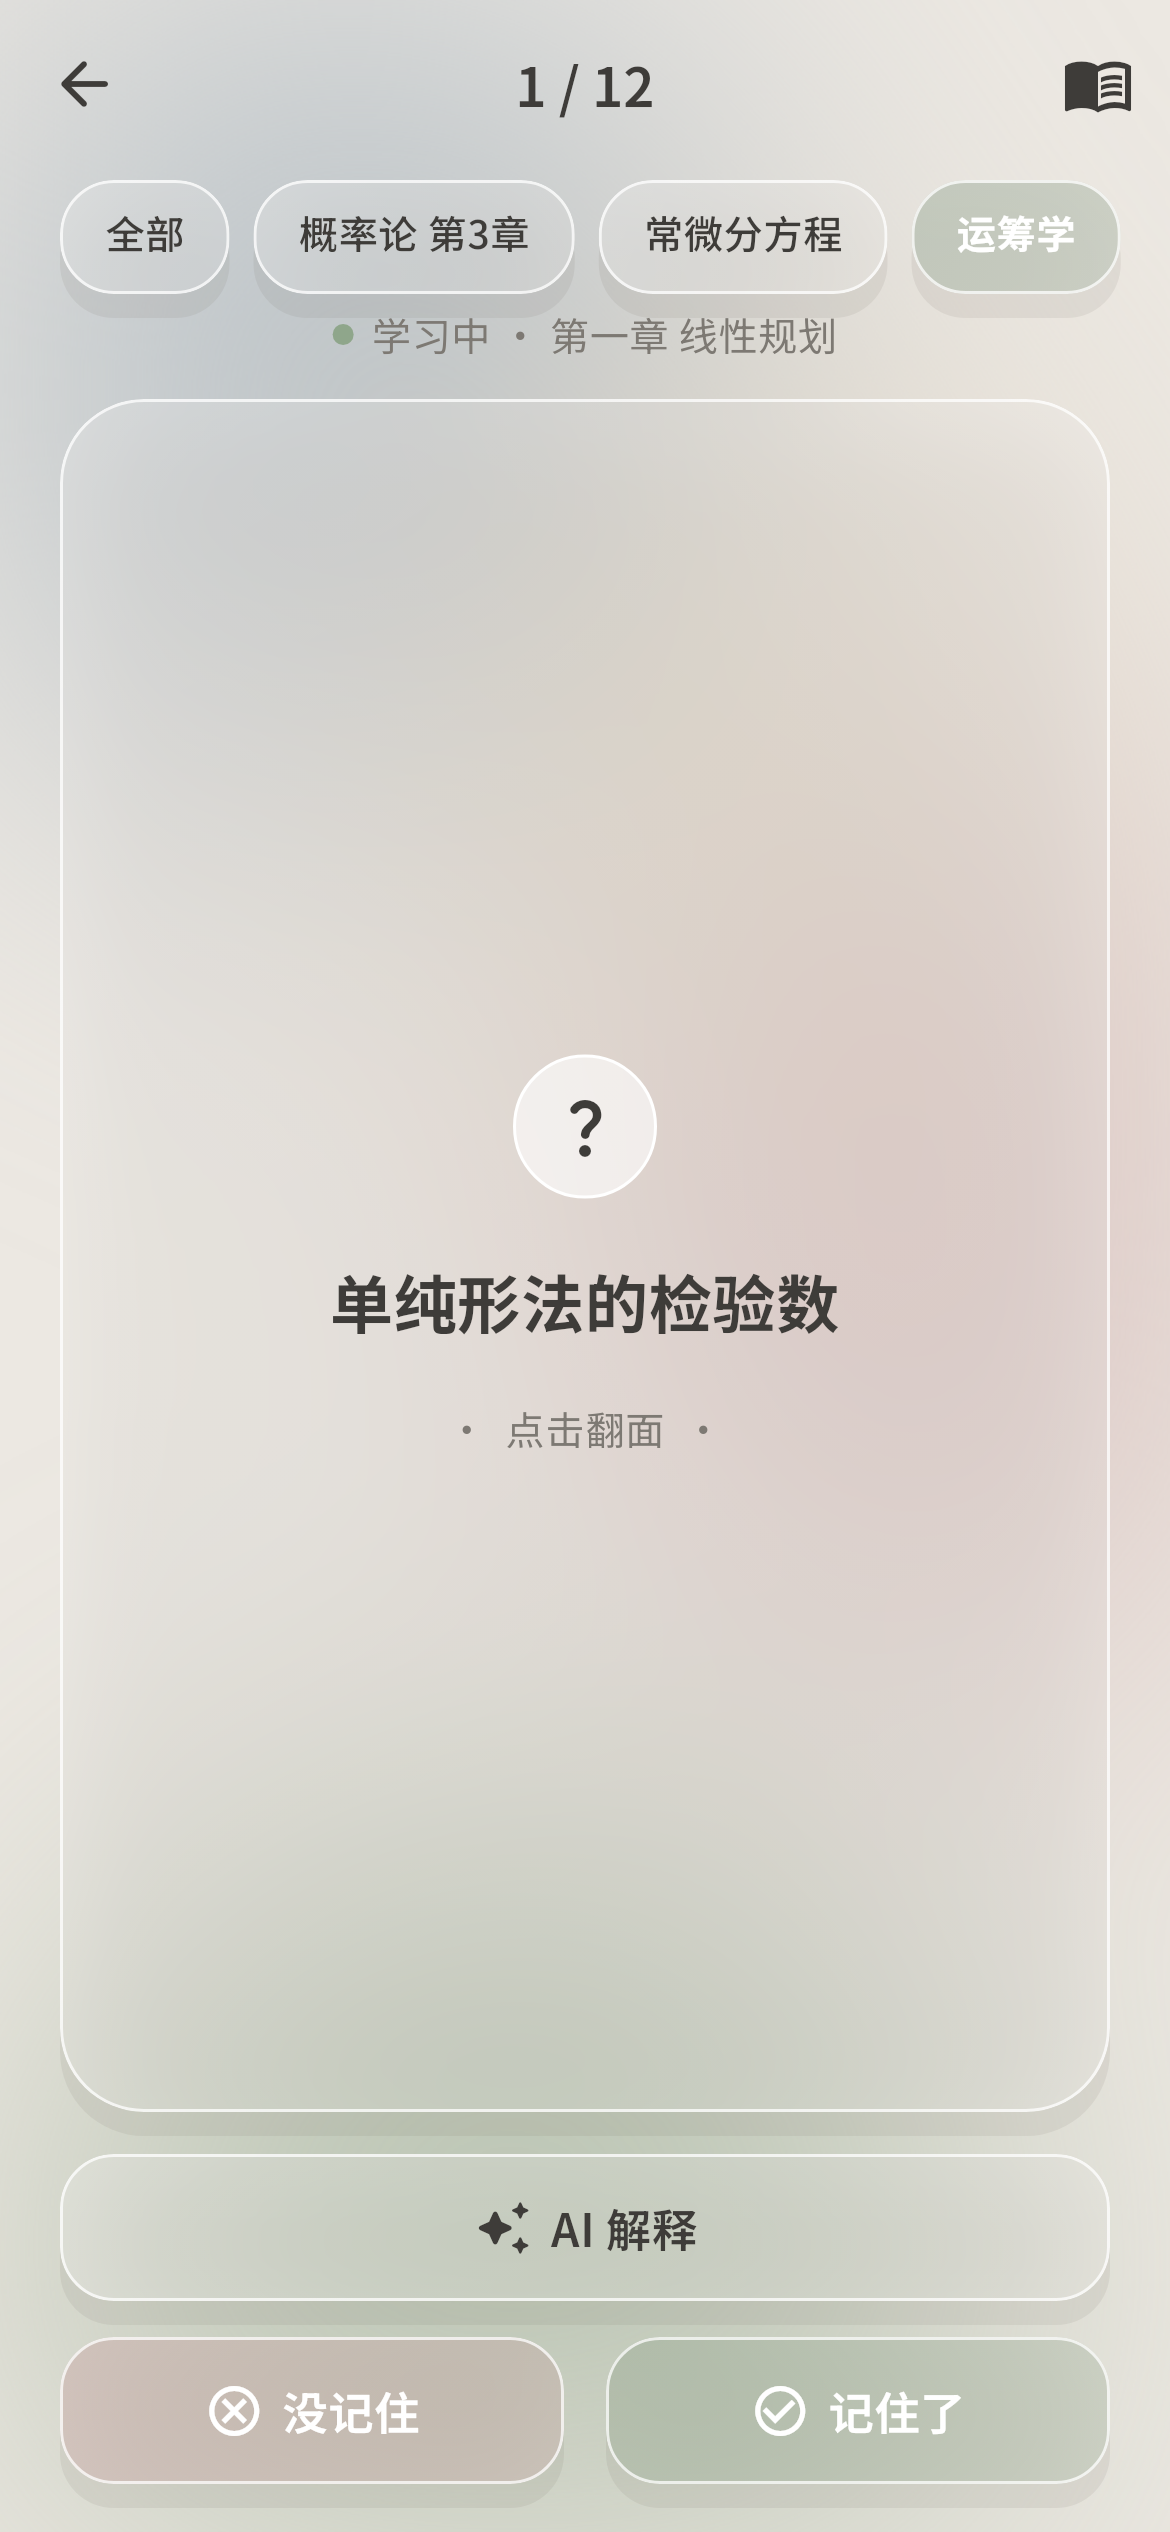 1 / 12
全部 概率论 第3章 常微分方程 运筹学
学习中 · 第一章 线性规划
?
单纯形法的检验数
· 点击翻面 ·
AI 解释
没记住 记住了